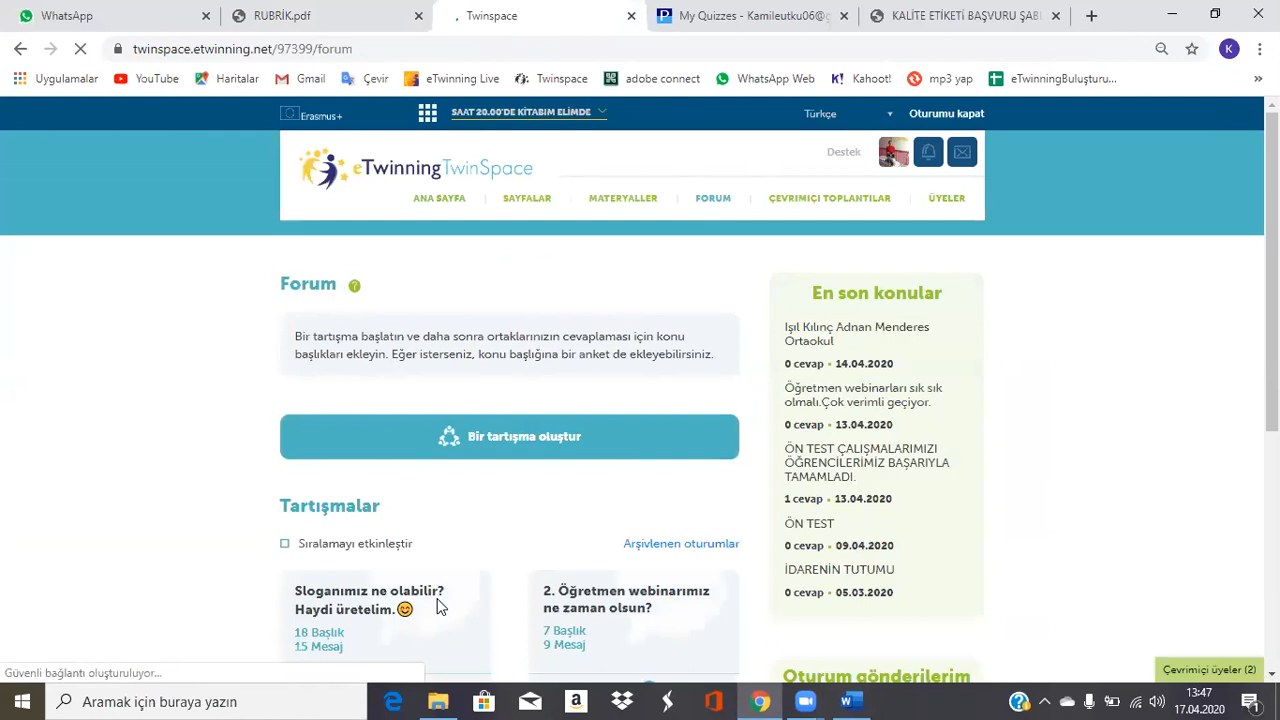 WhatsApp
RUBRİK.pdf
Twinspace
My Quizzes - Kamileutku06@g
KALİTE ETİKETİ BAŞVURU ŞABL
twinspace.etwinning.net/97399/forum
K
Uygulamalar
YouTube
Haritalar
Gmail
Çevir
eTwinning Live
Twinspace
adobe connect
WhatsApp Web
Kahoot!
mp3 yap
eTwinningBuluşturu...
Erasmus+
SAAT 20.00'DE KİTABIM ELİMDE
Türkçe
Oturumu kapat
eTwinningTwinSpace
Destek
ANA SAYFA
SAYFALAR
MATERYALLER
FORUM
ÇEVRIMIÇI TOPLANTILAR
ÜYELER
Forum ?
Bir tartışma başlatın ve daha sonra ortaklarınızın cevaplaması için konu
başlıkları ekleyin. Eğer isterseniz, konu başlığına bir anket de ekleyebilirsiniz.
Bir tartışma oluştur
Tartışmalar
Sıralamayı etkinleştir
Arşivlenen oturumlar
Sloganımız ne olabilir?
Haydi üretelim.😊
18 Başlık
15 Mesaj
2. Öğretmen webinarımız
ne zaman olsun?
7 Başlık
9 Mesaj
En son konular
Işıl Kılınç Adnan Menderes
Ortaokul
0 cevap • 14.04.2020
Öğretmen webinarları sık sık
olmalı.Çok verimli geçiyor.
0 cevap • 13.04.2020
ÖN TEST ÇALIŞMALARIMIZI
ÖĞRENCİLERİMİZ BAŞARIYLA
TAMAMLADI.
1 cevap • 13.04.2020
ÖN TEST
0 cevap • 09.04.2020
İDARENİN TUTUMU
0 cevap • 05.03.2020
Oturum gönderilerim
Güvenli bağlantı oluşturuluyor...
Çevrimiçi üyeler (2)
Aramak için buraya yazın
13:47
17.04.2020